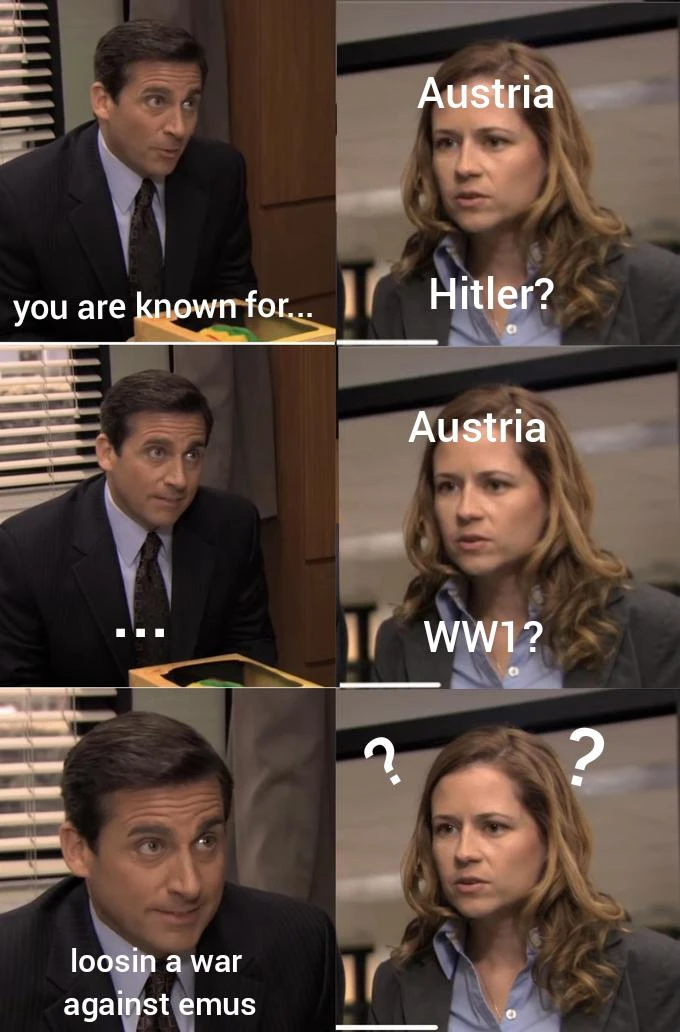 you are known for...
Austria
Hitler?
...
Austria
WW1?
loosin a war
against emus
? ?